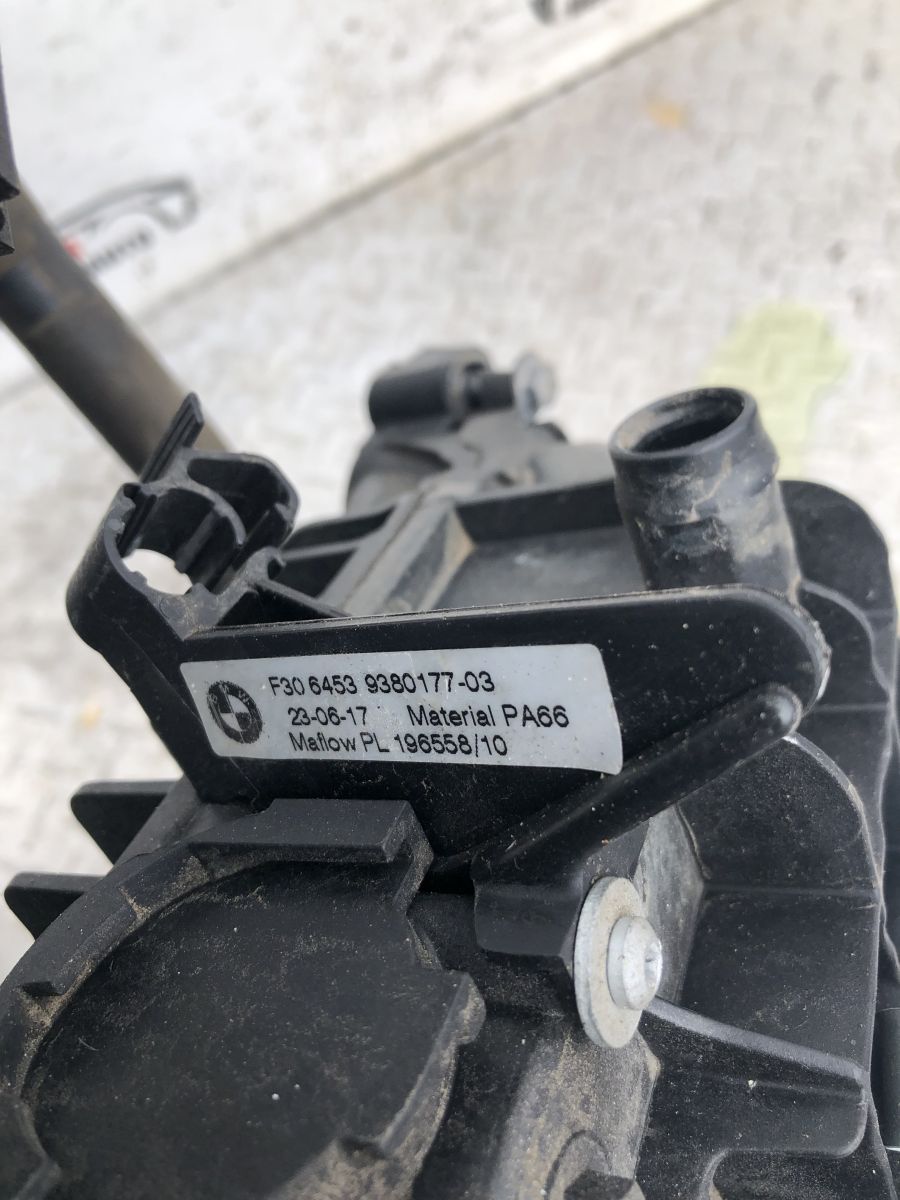 F30 6453 9380177-03
23-06-17 Material PA66
Maflow PL 196558/10